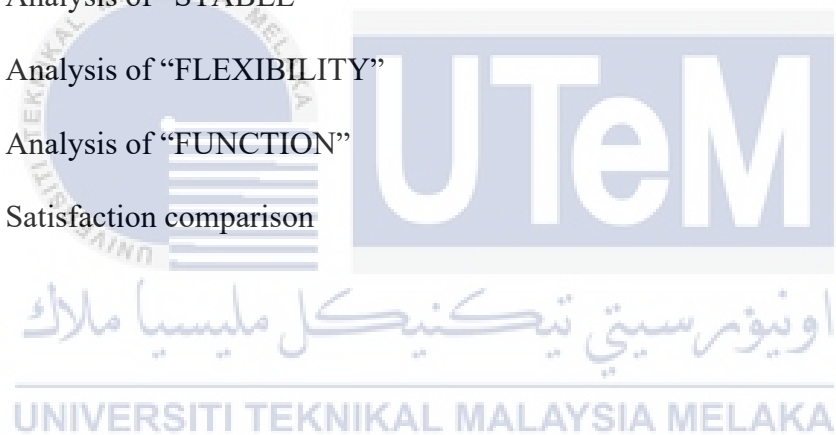 Analysis of “STABLE”
Analysis of “FLEXIBILITY”
Analysis of “FUNCTION”
Satisfaction comparison
UTeM
اونيۏرسيتي تيکنيکل مليسيا ملاك
UNIVERSITI TEKNIKAL MALAYSIA MELAKA